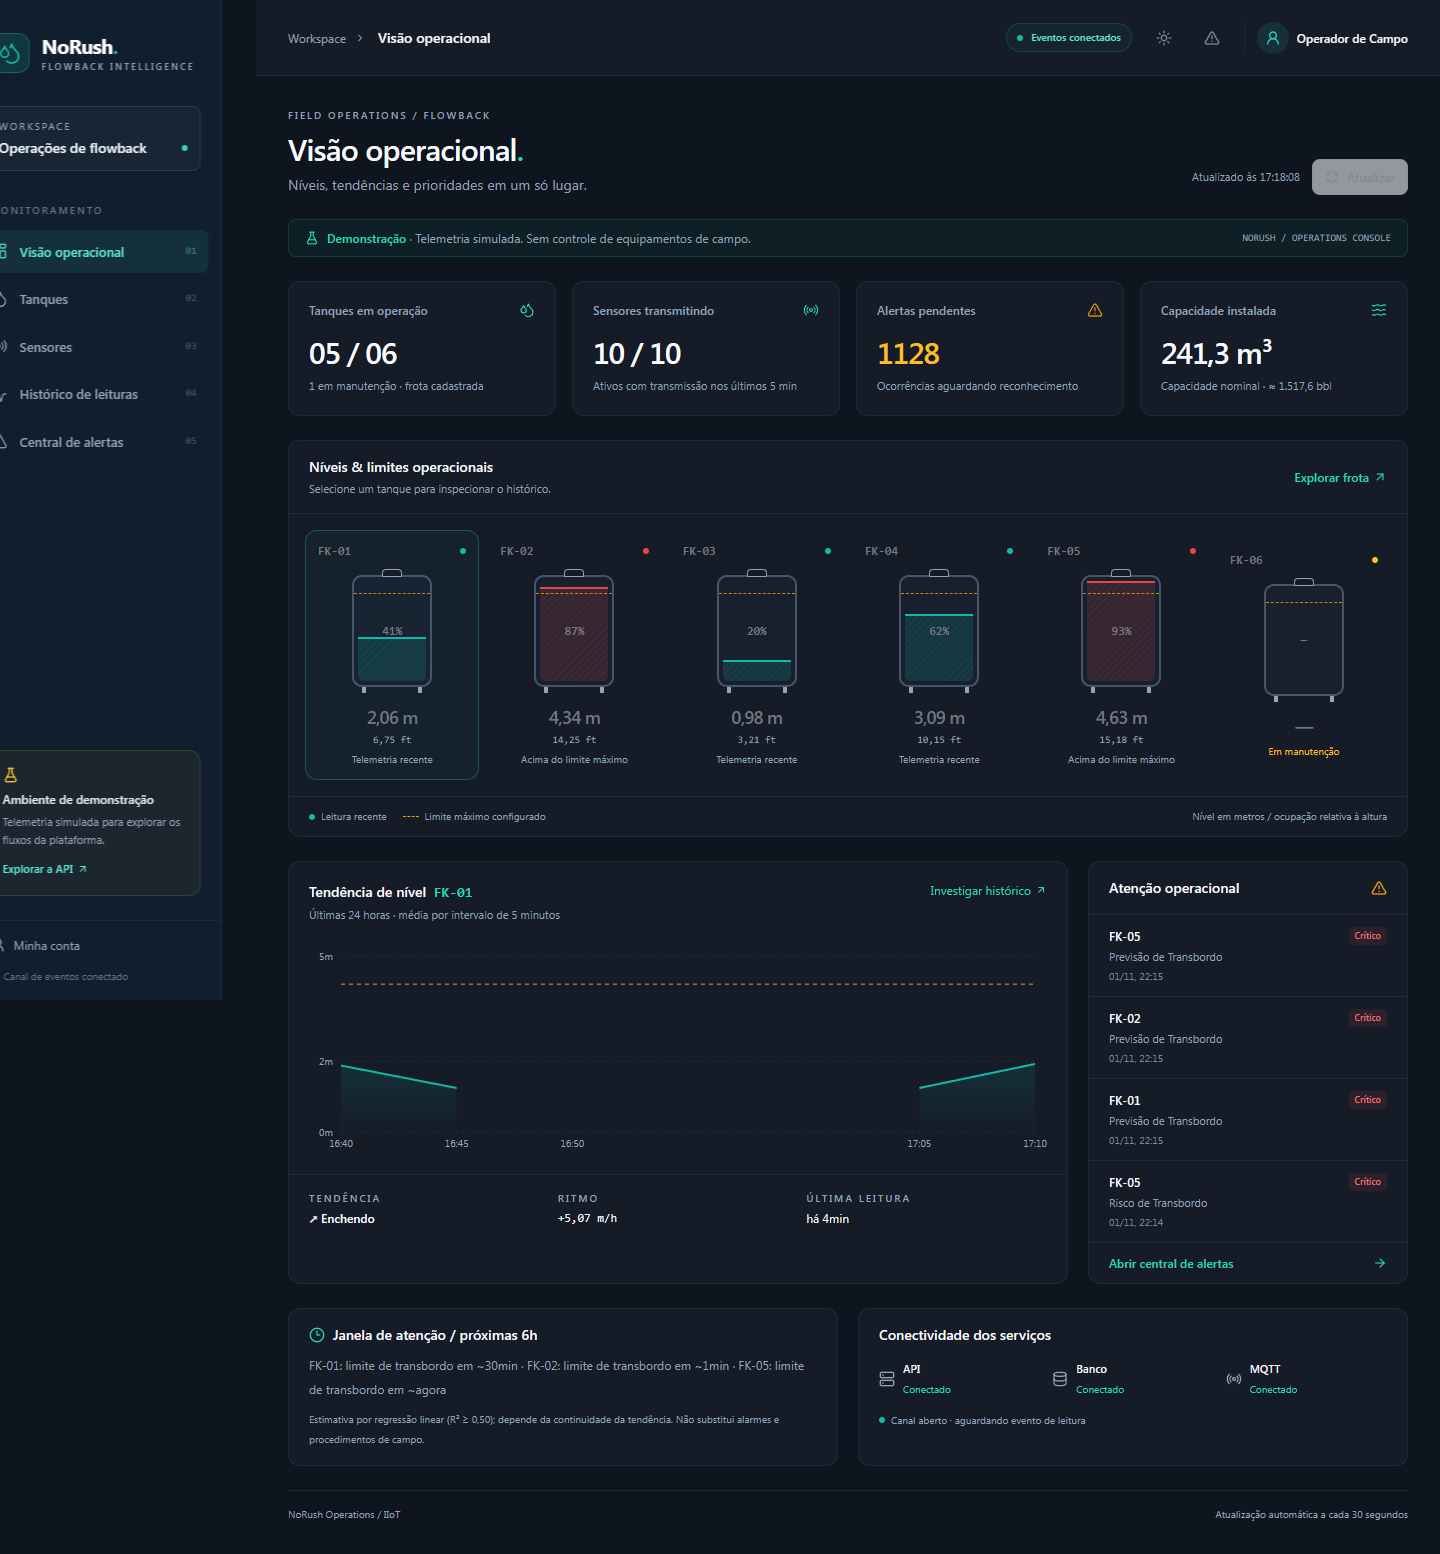 NoRush.
FLOWBACK INTELLIGENCE
WORKSPACE
Operações de flowback
ONITORAMENTO
Visão operacional 01
Tanques 02
Sensores 03
Histórico de leituras 04
Central de alertas 05
Ambiente de demonstração
Telemetria simulada para explorar os
fluxos da plataforma.
Explorar a API
Minha conta
Canal de eventos conectado
Workspace > Visão operacional
Eventos conectados
Operador de Campo
FIELD OPERATIONS / FLOWBACK
Visão operacional.
Níveis, tendências e prioridades em um só lugar.
Atualizado às 17:18:08
Atualizar
Demonstração · Telemetria simulada. Sem controle de equipamentos de campo.
NORUSH / OPERATIONS CONSOLE
Tanques em operação
05 / 06
1 em manutenção · frota cadastrada
Sensores transmitindo
10 / 10
Ativos com transmissão nos últimos 5 min
Alertas pendentes
1128
Ocorrências aguardando reconhecimento
Capacidade instalada
241,3 m³
Capacidade nominal · ≈ 1.517,6 bbl
Níveis & limites operacionais
Selecione um tanque para inspecionar o histórico.
Explorar frota
FK-01
41%
2,06 m
6,75 ft
Telemetria recente
FK-02
87%
4,34 m
14,25 ft
Acima do limite máximo
FK-03
20%
0,98 m
3,21 ft
Telemetria recente
FK-04
62%
3,09 m
10,15 ft
Telemetria recente
FK-05
93%
4,63 m
15,18 ft
Acima do limite máximo
FK-06
—
—
Em manutenção
Leitura recente
Limite máximo configurado
Nível em metros / ocupação relativa à altura
Tendência de nível FK-01
Últimas 24 horas · média por intervalo de 5 minutos
Investigar histórico
5m
2m
0m
16:40 16:45 16:50 17:05 17:10
TENDÊNCIA
↗ Enchendo
RITMO
+5,07 m/h
ÚLTIMA LEITURA
há 4min
Atenção operacional
FK-05
Crítico
Previsão de Transbordo
01/11, 22:15
FK-02
Crítico
Previsão de Transbordo
01/11, 22:15
FK-01
Crítico
Previsão de Transbordo
01/11, 22:15
FK-05
Crítico
Risco de Transbordo
01/11, 22:14
Abrir central de alertas
Janela de atenção / próximas 6h
FK-01: limite de transbordo em ~30min · FK-02: limite de transbordo em ~1min · FK-05: limite
de transbordo em ~agora
Estimativa por regressão linear (R² ≥ 0,50); depende da continuidade da tendência. Não substitui alarmes e
procedimentos de campo.
Conectividade dos serviços
API
Conectado
Banco
Conectado
MQTT
Conectado
Canal aberto · aguardando evento de leitura
NoRush Operations / IIoT
Atualização automática a cada 30 segundos